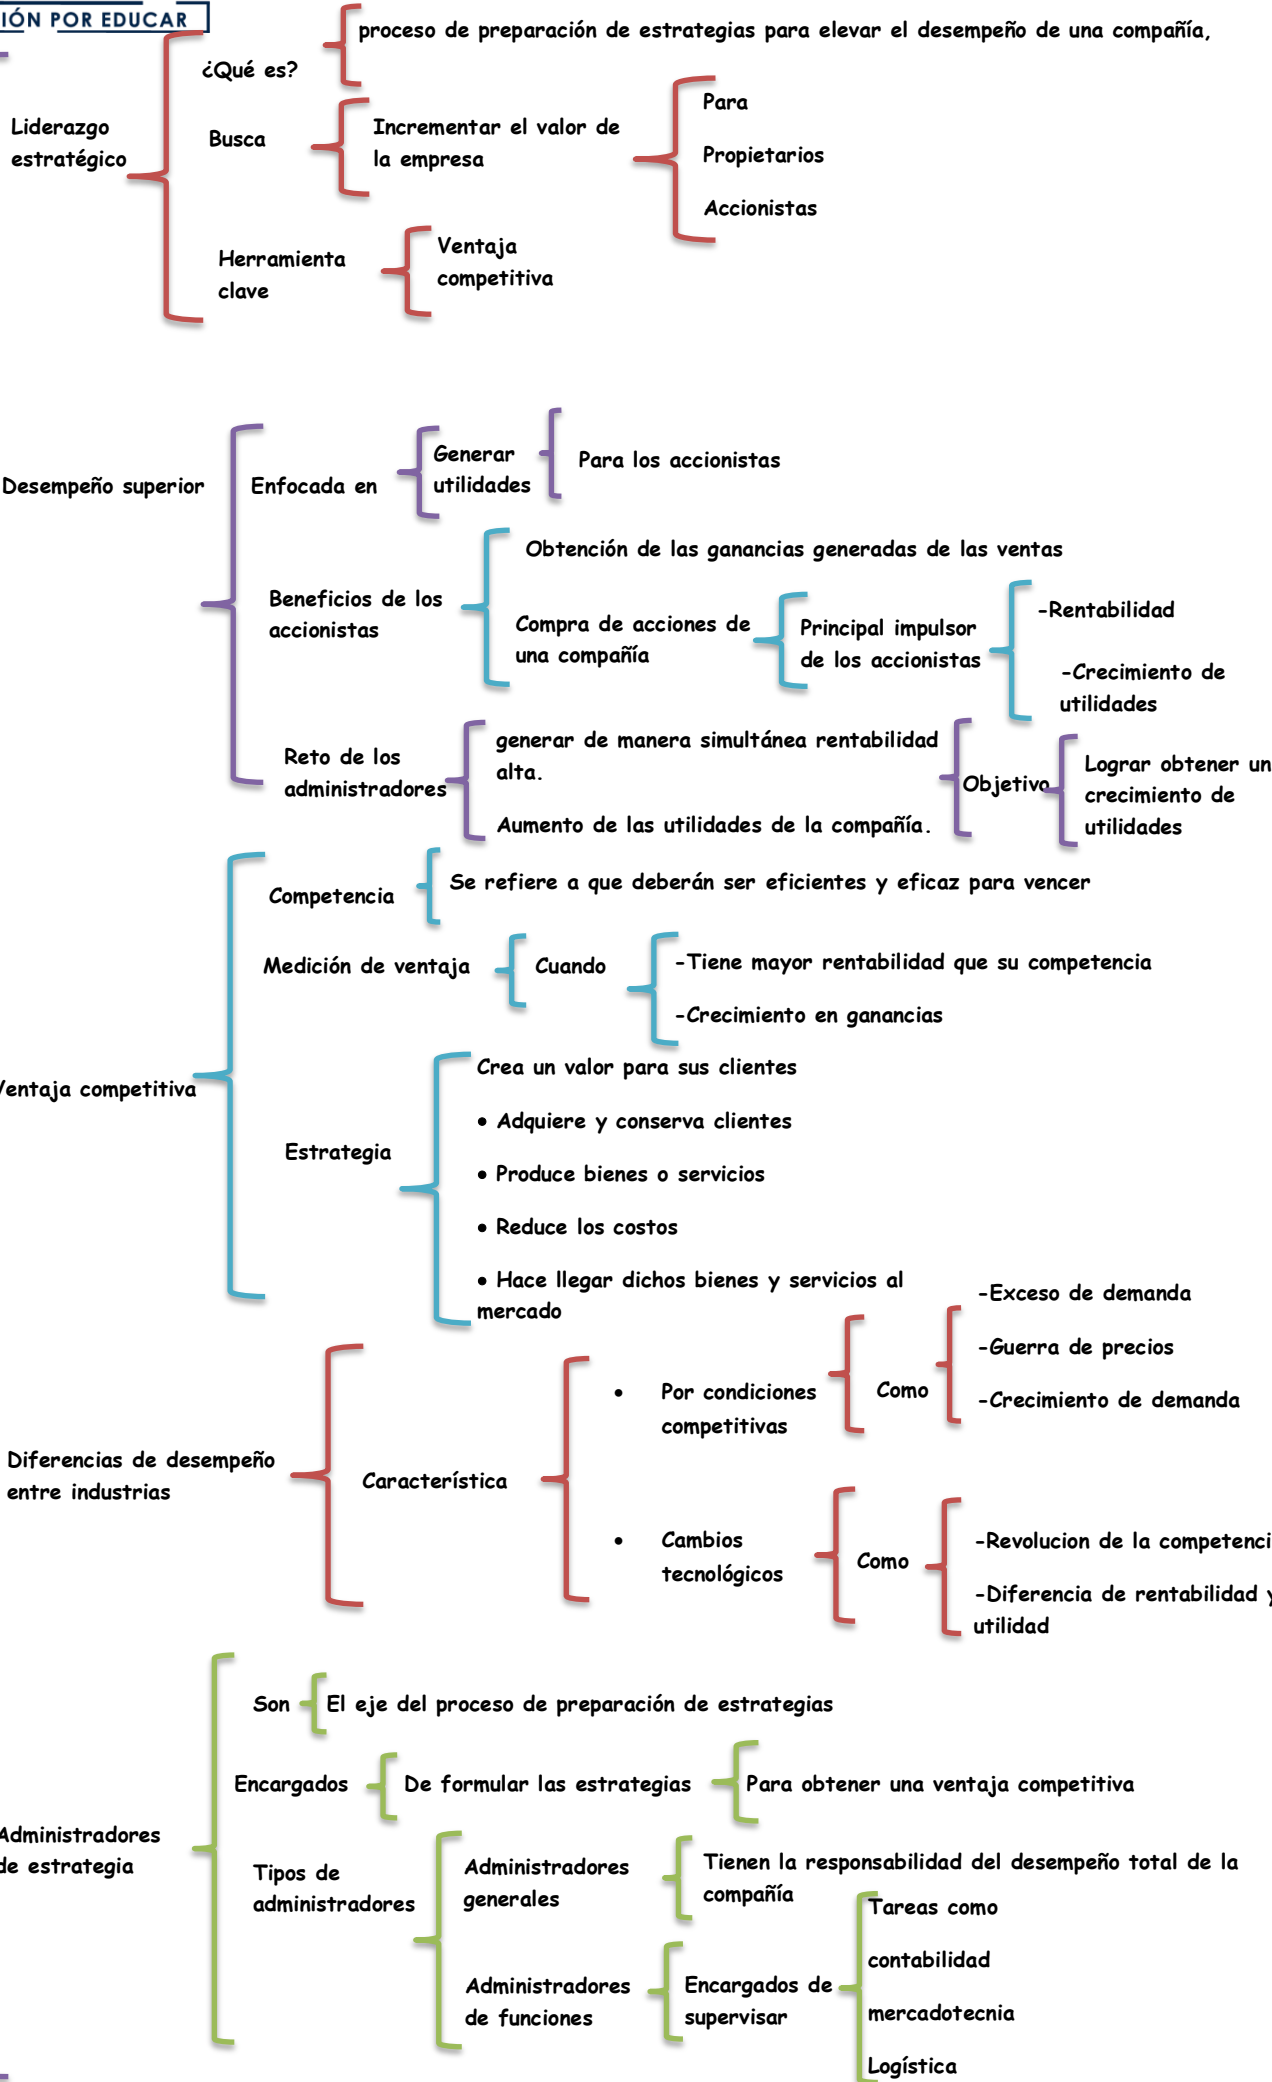 IÓN POR EDUCAR
proceso de preparación de estrategias para elevar el desempeño de una compañía,
¿Qué es?
Liderazgo
estratégico
Busca
Incrementar el valor de
la empresa
Para
Propietarios
Accionistas
Herramienta
clave
Ventaja
competitiva
Desempeño superior
Enfocada en
Generar
utilidades
Para los accionistas
Beneficios de los
accionistas
Obtención de las ganancias generadas de las ventas
Compra de acciones de
una compañía
Principal impulsor
de los accionistas
-Rentabilidad
-Crecimiento de
utilidades
Reto de los
administradores
generar de manera simultánea rentabilidad
alta.
Aumento de las utilidades de la compañía.
Objetivo
Lograr obtener un
crecimiento de
utilidades
Ventaja competitiva
Competencia
Se refiere a que deberán ser eficientes y eficaz para vencer
Medición de ventaja
Cuando
-Tiene mayor rentabilidad que su competencia
-Crecimiento en ganancias
Estrategia
Crea un valor para sus clientes
• Adquiere y conserva clientes
• Produce bienes o servicios
• Reduce los costos
• Hace llegar dichos bienes y servicios al
mercado
Diferencias de desempeño
entre industrias
Característica
• Por condiciones
competitivas
Como
-Exceso de demanda
-Guerra de precios
-Crecimiento de demanda
• Cambios
tecnológicos
Como
-Revolucion de la competenci
-Diferencia de rentabilidad y
utilidad
Administradores
de estrategia
Son
El eje del proceso de preparación de estrategias
Encargados
De formular las estrategias
Para obtener una ventaja competitiva
Tipos de
administradores
Administradores
generales
Tienen la responsabilidad del desempeño total de la
compañía
Administradores
de funciones
Encargados de
supervisar
Tareas como
contabilidad
mercadotecnia
Logística